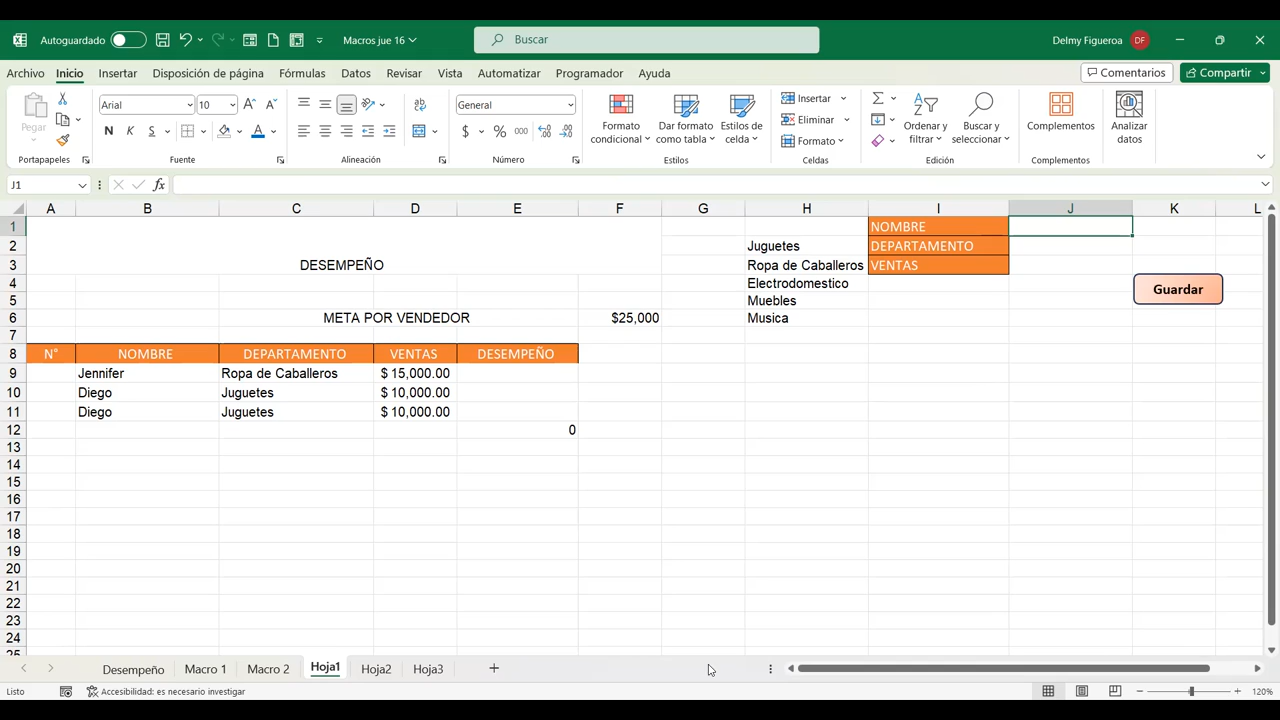 Autoguardado
Macros jue 16
Buscar
Delmy Figueroa
DF
Archivo Inicio Insertar Disposición de página Fórmulas Datos Revisar Vista Automatizar Programador Ayuda
Comentarios
Compartir
Pegar
Portapapeles
Arial 10
N K S
Fuente
Alineación
General
$ % 000
Número
Formato condicional
Dar formato como tabla
Estilos de celda
Estilos
Insertar
Eliminar
Formato
Celdas
Ordenar y filtrar
Buscar y seleccionar
Edición
Complementos
Complementos
Analizar datos
J1
fx
A B C D E F G H I J K L
1 NOMBRE
2 Juguetes DEPARTAMENTO
3 DESEMPEÑO Ropa de Caballeros VENTAS
4 Electrodomestico
Guardar
5 Muebles
6 META POR VENDEDOR $25,000 Musica
7
8 N° NOMBRE DEPARTAMENTO VENTAS DESEMPEÑO
9 Jennifer Ropa de Caballeros $ 15,000.00
10 Diego Juguetes $ 10,000.00
11 Diego Juguetes $ 10,000.00
12 0
13
14
15
16
17
18
19
20
21
22
23
24
25
Desempeño Macro 1 Macro 2 Hoja1 Hoja2 Hoja3
Listo
Accesibilidad: es necesario investigar
120%